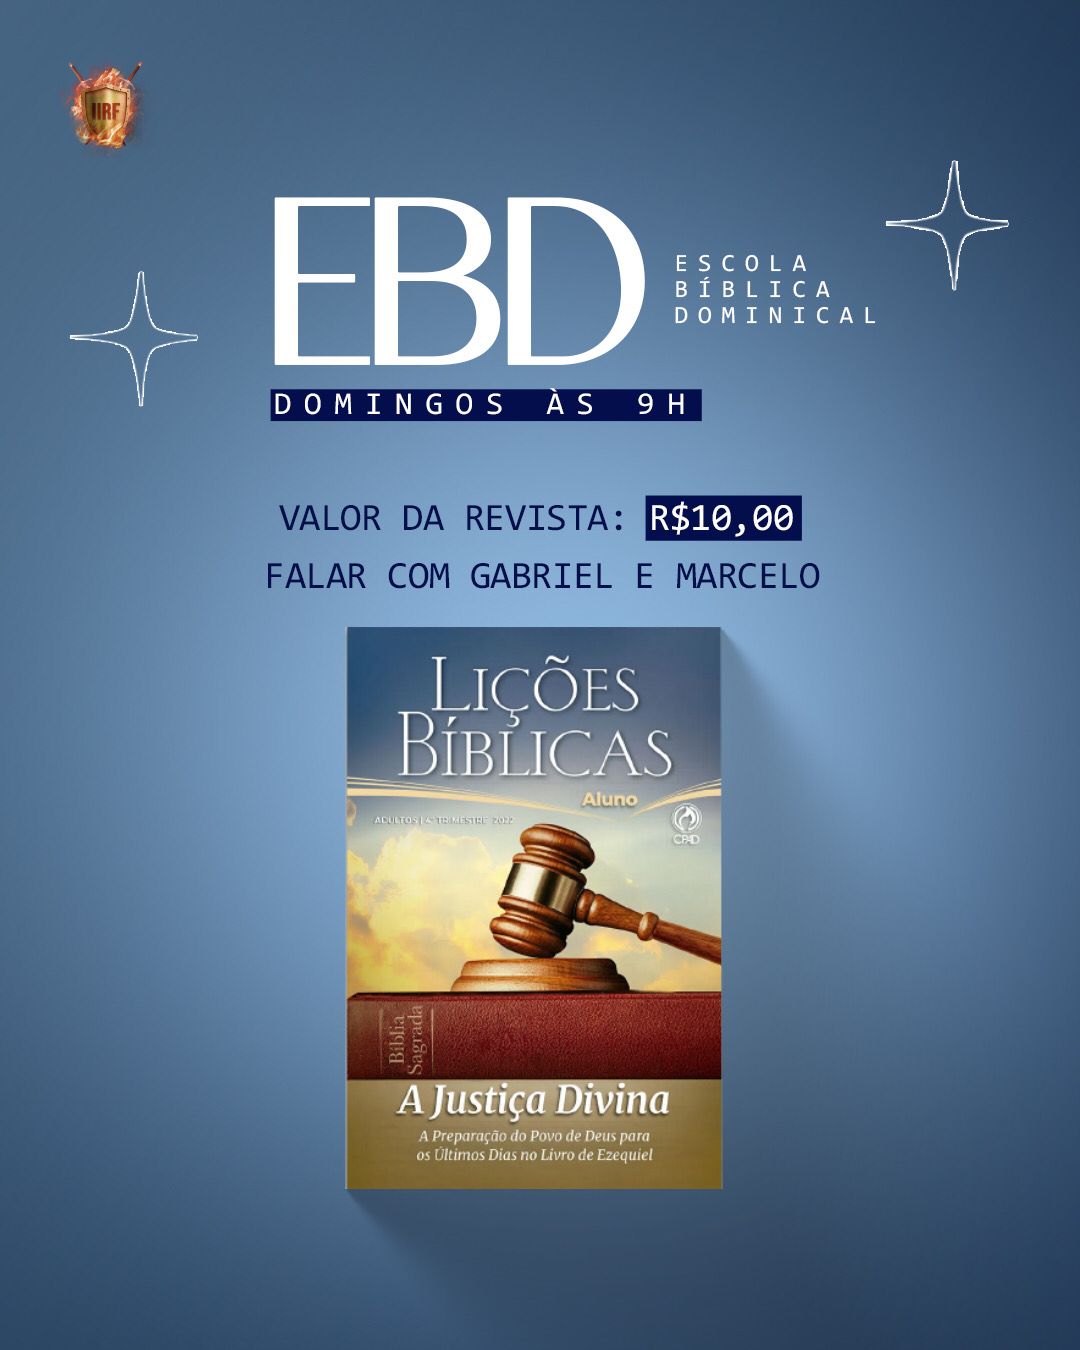 IIRF
EBD
ESCOLA
BÍBLICA
DOMINICAL
DOMINGOS ÀS 9H
VALOR DA REVISTA: R$10,00
FALAR COM GABRIEL E MARCELO
LIÇÕES
BÍBLICAS
Aluno
ADULTOS | 4º TRIMESTRE 2022
CPAD
Bíblia
Sagrada
A Justiça Divina
A Preparação do Povo de Deus para
os Últimos Dias no Livro de Ezequiel